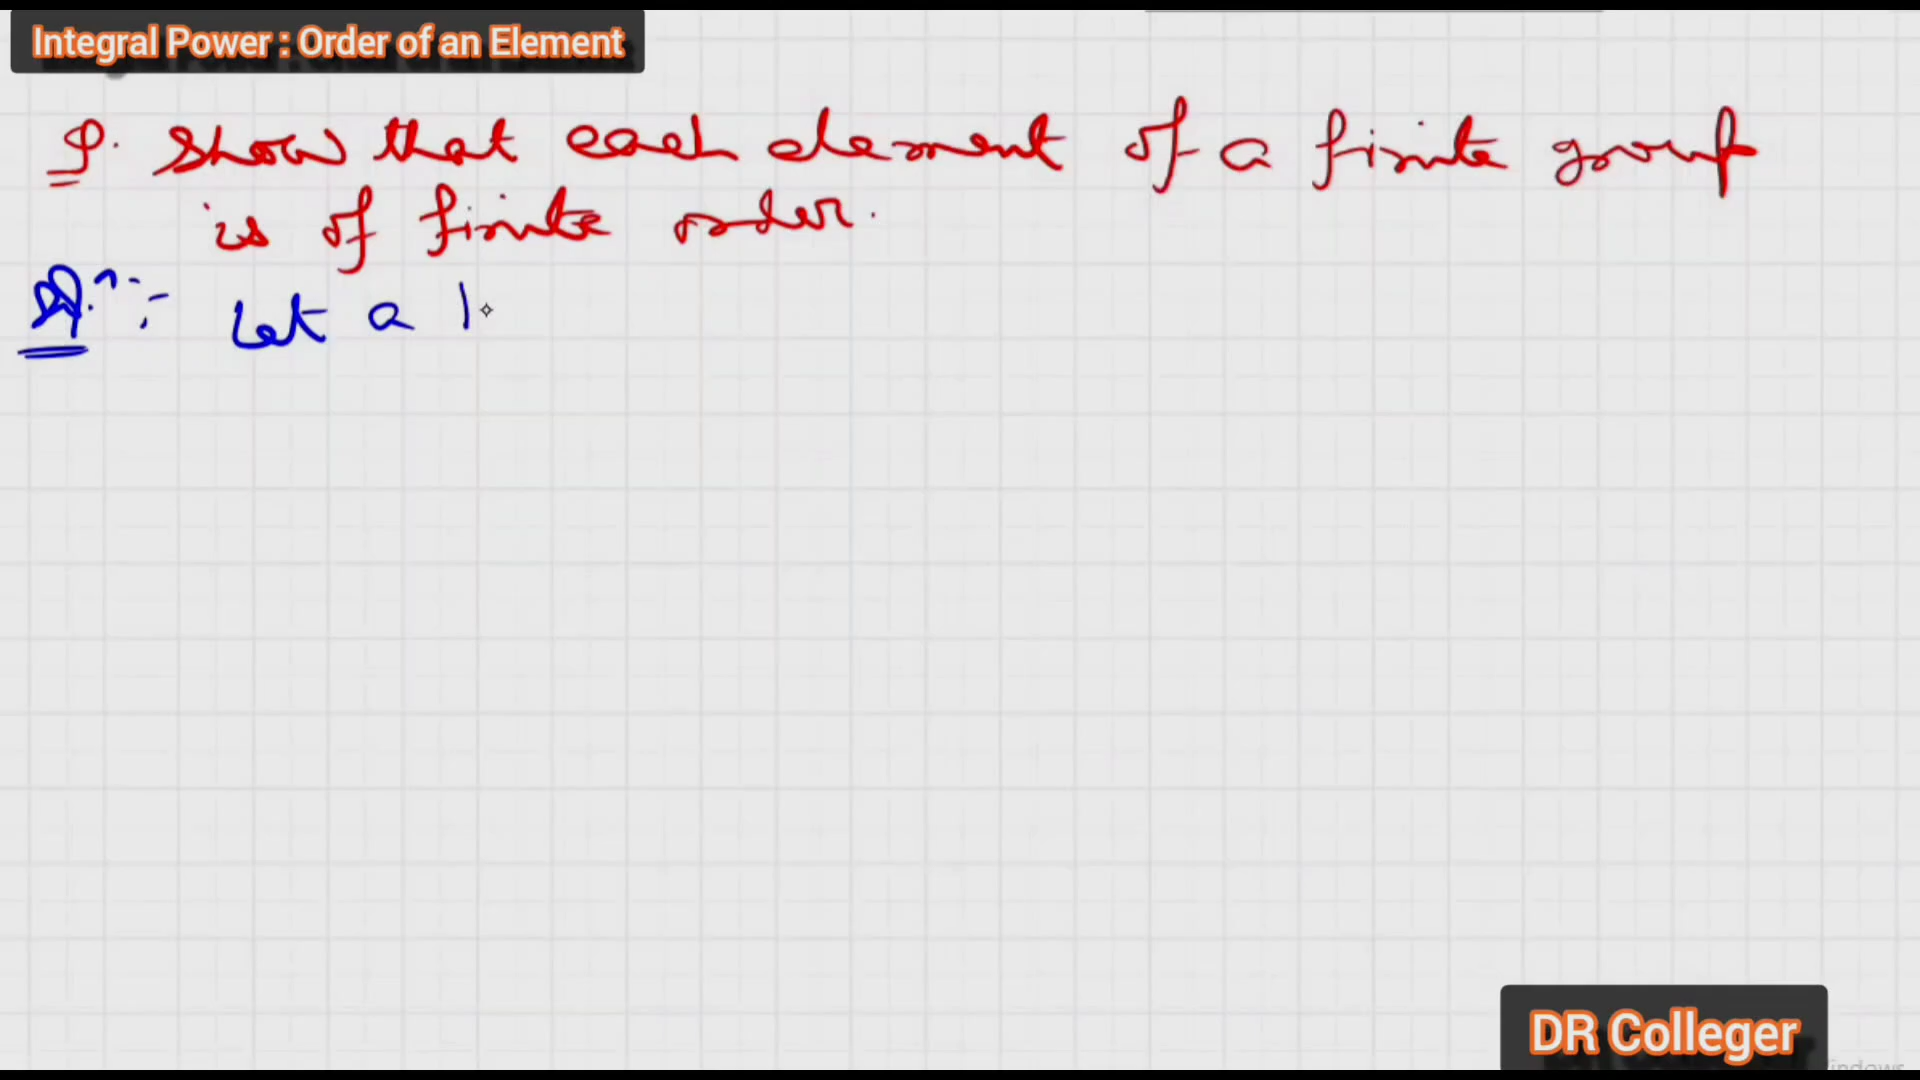 Integral Power : Order of an Element
Q. Show that each element of a finite group
is of finite order.
Sol.ⁿ :- Let a
DR Colleger